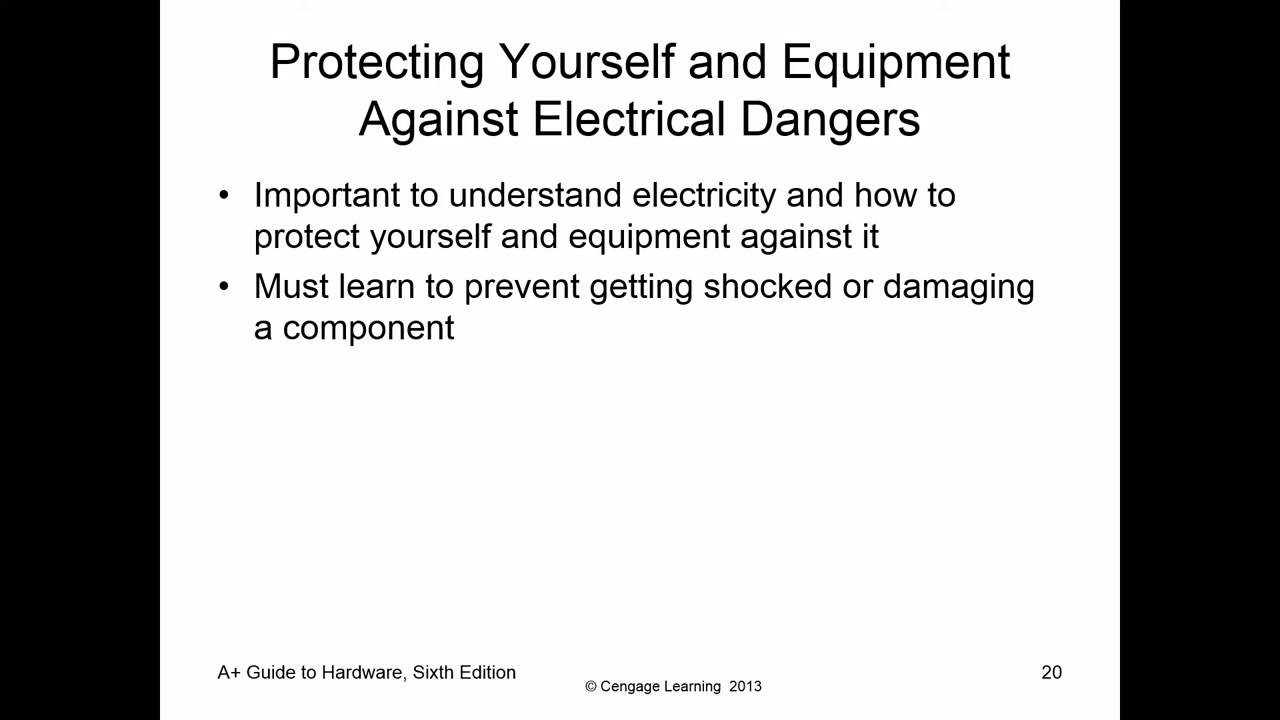 Protecting Yourself and Equipment
Against Electrical Dangers
• Important to understand electricity and how to
protect yourself and equipment against it
• Must learn to prevent getting shocked or damaging
a component
A+ Guide to Hardware, Sixth Edition
© Cengage Learning 2013
20